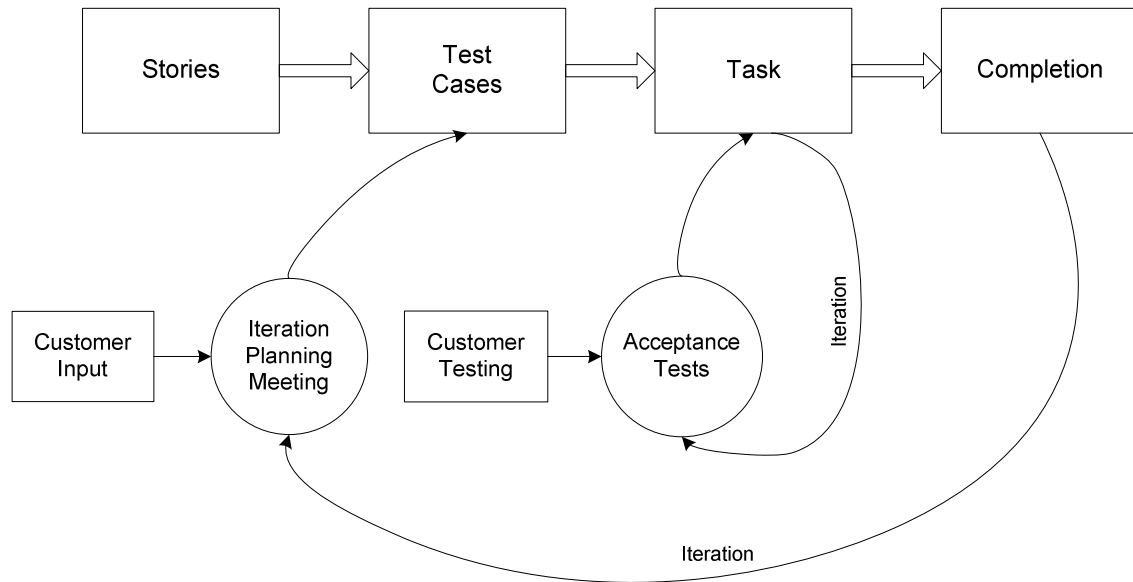 Stories
Test
Cases
Task
Completion
Customer
Input
Iteration
Planning
Meeting
Customer
Testing
Acceptance
Tests
Iteration
Iteration